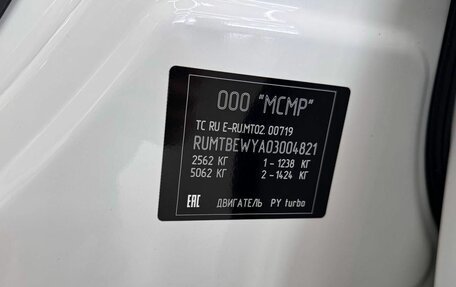 ООО "МСМР"
ТС RU E-RU.MT02.00719
RUMTBEWYA03004821
2562 КГ 1 - 1238 КГ
5062 КГ 2 - 1424 КГ
EAC ДВИГАТЕЛЬ PY turbo